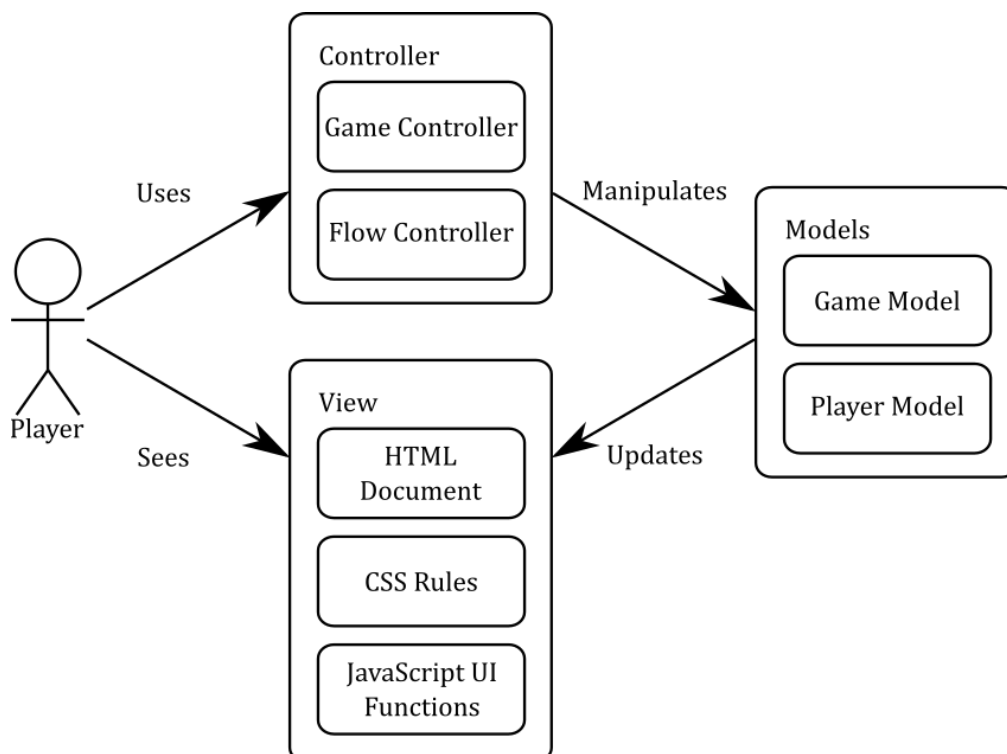 Controller
Game Controller
Flow Controller
Uses
Manipulates
Models
Game Model
Player Model
Player
Sees
View
HTML
Document
CSS Rules
JavaScript UI
Functions
Updates